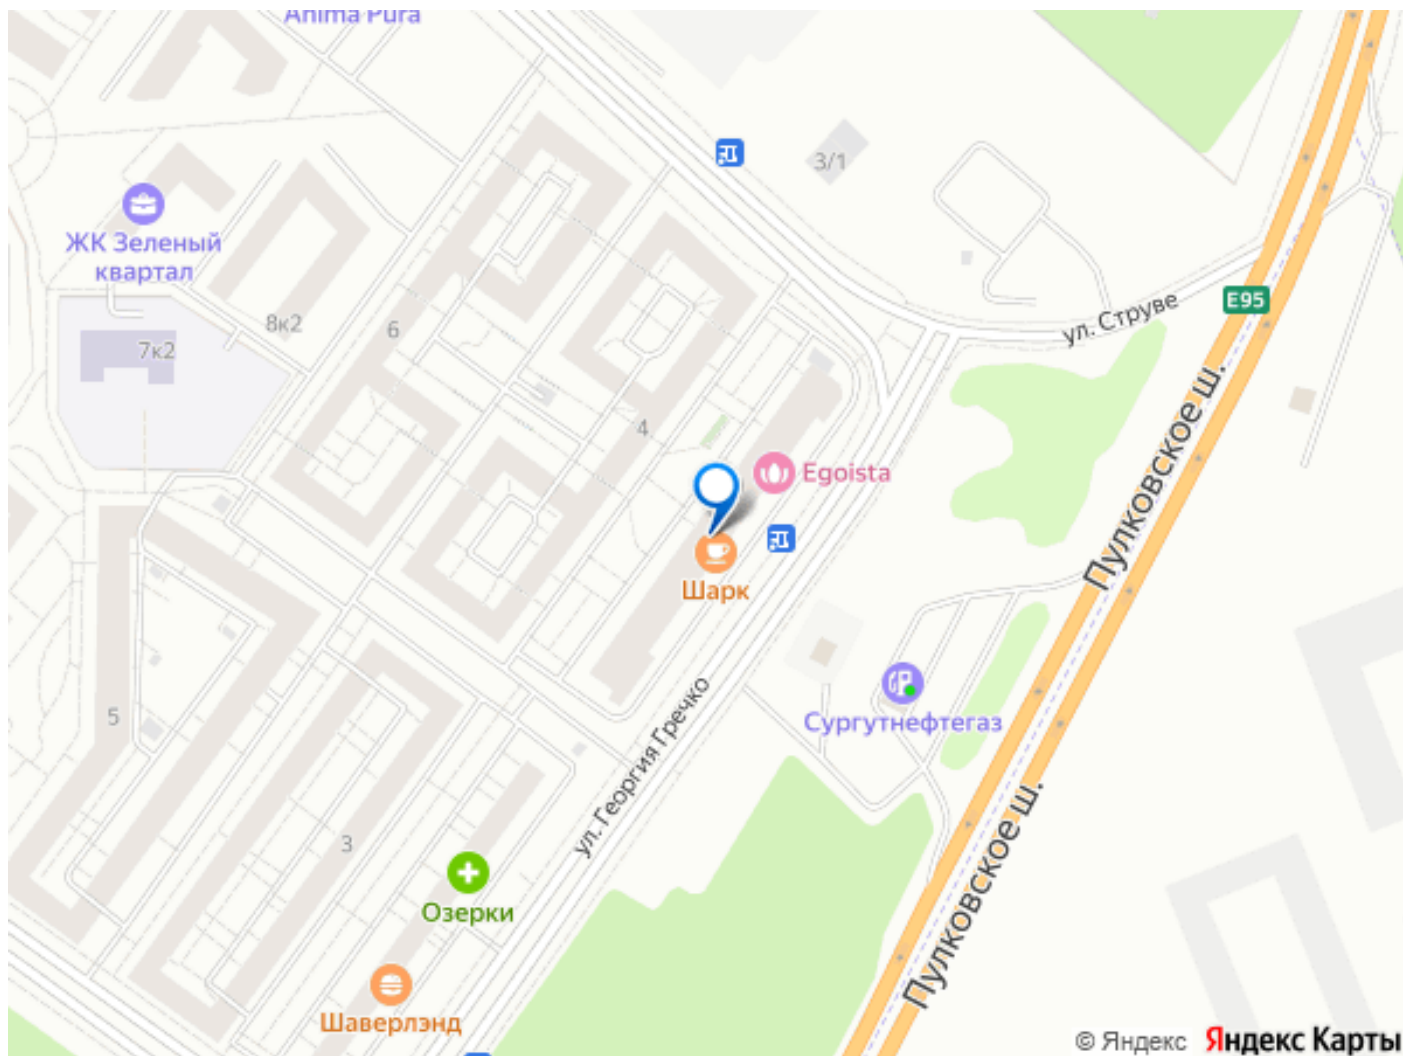 Anima Pura
3/1
ЖК Зеленый
квартал
8к2
6
7к2
ул. Струве
E95
4
Egoista
Пулковское ш.
Шарк
ул. Георгия Гречко
Сургутнефтегаз
5
3
Озерки
Пулковское ш.
Шаверлэнд
© Яндекс Яндекс Карты